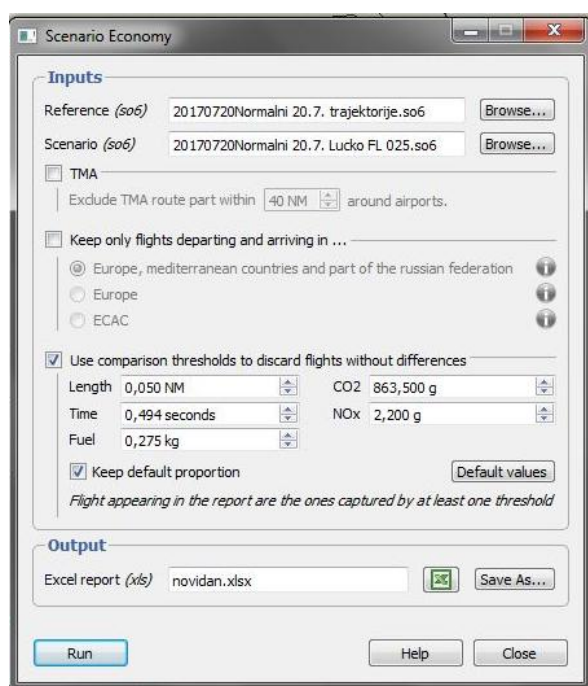 Scenario Economy
Inputs
Reference (so6) 20170720Normalni 20.7. trajektorije.so6 Browse...
Scenario (so6) 20170720Normalni 20.7. Lucko FL 025.so6 Browse...
TMA
Exclude TMA route part within 40 NM around airports.
Keep only flights departing and arriving in ...
Europe, mediterranean countries and part of the russian federation
Europe
ECAC
Use comparison thresholds to discard flights without differences
Length 0,050 NM CO2 863,500 g
Time 0,494 seconds NOx 2,200 g
Fuel 0,275 kg
Keep default proportion Default values
Flight appearing in the report are the ones captured by at least one threshold
Output
Excel report (xls) novidan.xlsx Save As...
Run Help Close